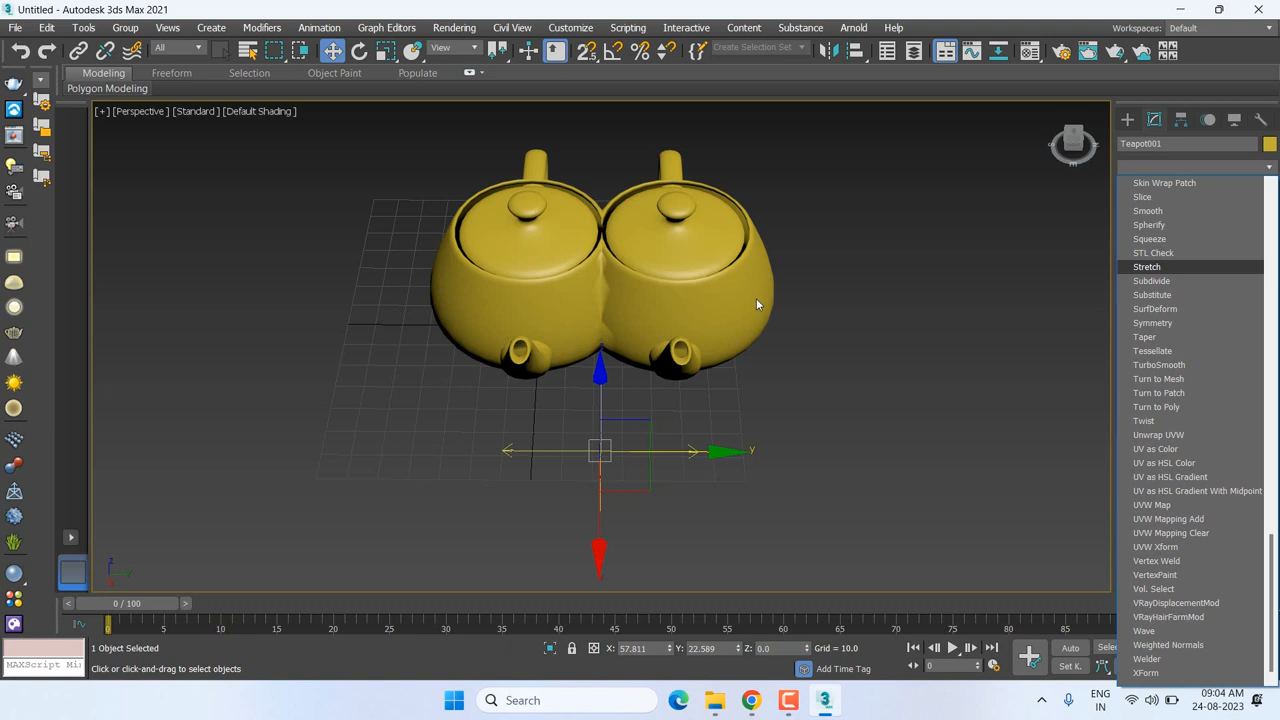 Untitled - Autodesk 3ds Max 2021
File Edit Tools Group Views Create Modifiers Animation Graph Editors Rendering Civil View Customize Scripting Interactive Content Substance Arnold Help
Workspaces: Default
All
View
Create Selection Set
Modeling Freeform Selection Object Paint Populate
Polygon Modeling
[+] [Perspective ] [Standard ] [Default Shading ]
Teapot001
Skin Wrap Patch
Slice
Smooth
Spherify
Squeeze
STL Check
Stretch
Subdivide
Substitute
SurfDeform
Symmetry
Taper
Tessellate
TurboSmooth
Turn to Mesh
Turn to Patch
Turn to Poly
Twist
Unwrap UVW
UV as Color
UV as HSL Color
UV as HSL Gradient
UV as HSL Gradient With Midpoint
UVW Map
UVW Mapping Add
UVW Mapping Clear
UVW Xform
Vertex Weld
VertexPaint
Vol. Select
VRayDisplacementMod
VRayHairFarmMod
Wave
Weighted Normals
Welder
XForm
y
z
y
< 0 / 100 >
0 5 10 15 20 25 30 35 40 45 50 55 60 65 70 75 80 85
1 Object Selected
X: 57.811 Y: 22.589 Z: 0.0 Grid = 10.0
Auto
MAXScript Mi
Click or click-and-drag to select objects
Add Time Tag
0
Set K.
Search
ENG
IN
09:04 AM
24-08-2023